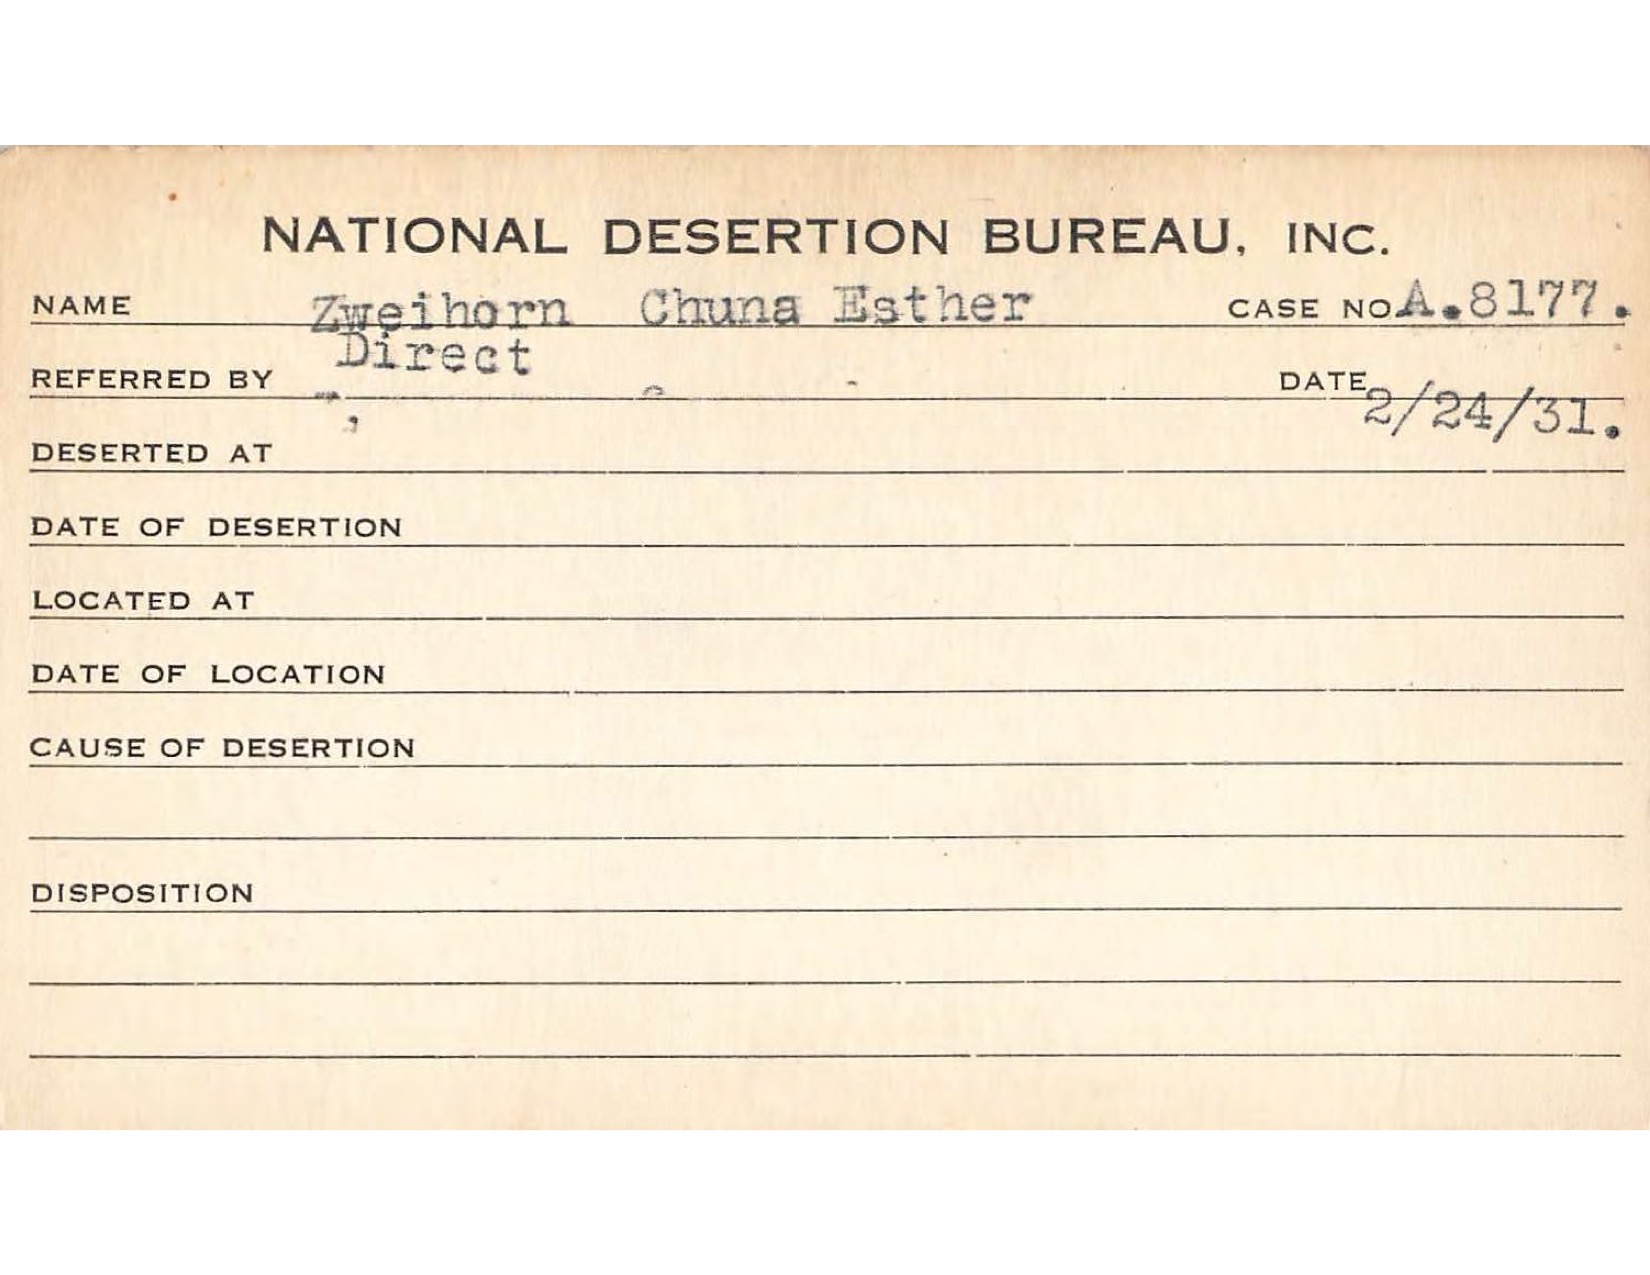 NATIONAL DESERTION BUREAU, INC.
NAME Zweihorn Chuna Esther CASE NO. A.8177.
REFERRED BY Direct DATE 2/24/31.
DESERTED AT
DATE OF DESERTION
LOCATED AT
DATE OF LOCATION
CAUSE OF DESERTION
DISPOSITION